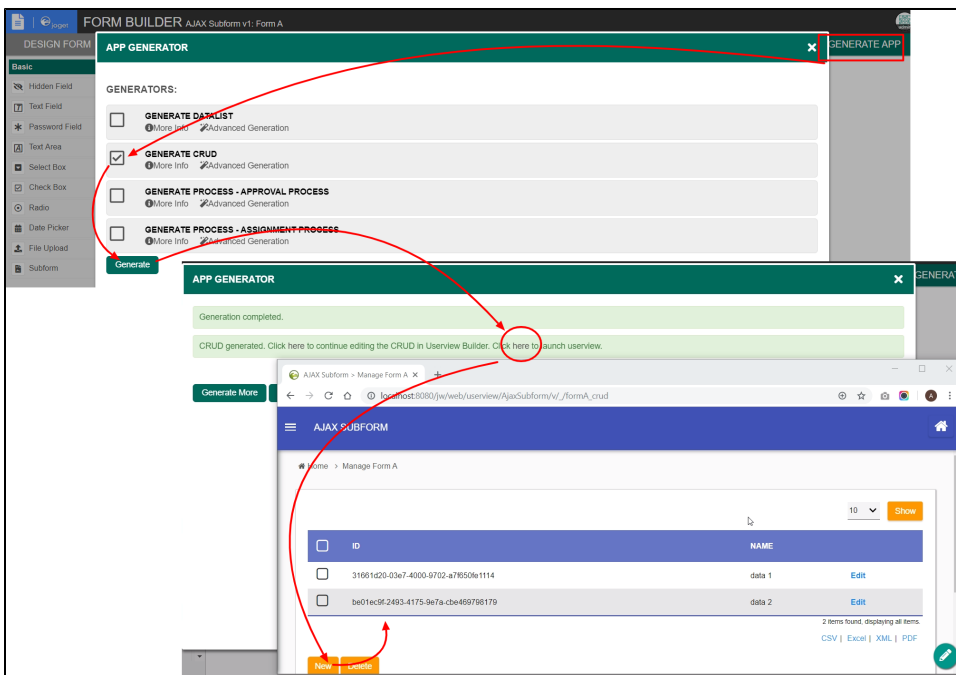 joget FORM BUILDER AJAX Subform v1: Form A
DESIGN FORM
GENERATE APP
APP GENERATOR
Basic
Hidden Field
Text Field
Password Field
Text Area
Select Box
Check Box
Radio
Date Picker
File Upload
Subform
GENERATORS:
GENERATE DATALIST
More Info Advanced Generation
GENERATE CRUD
More Info Advanced Generation
GENERATE PROCESS - APPROVAL PROCESS
More Info Advanced Generation
GENERATE PROCESS - ASSIGNMENT PROCESS
More Info Advanced Generation
Generate
APP GENERATOR
GENERAT
Generation completed.
CRUD generated. Click here to continue editing the CRUD in Userview Builder. Click here to launch userview.
Generate More
AJAX Subform > Manage Form A
localhost:8080/jw/web/userview/AjaxSubform/v/_/formA_crud
A
AJAX SUBFORM
Home > Manage Form A
10 Show
ID NAME
31661d20-03e7-4000-9702-a7f650fe1114 data 1 Edit
be01ec9f-2493-4175-9e7a-cbe469798179 data 2 Edit
2 items found, displaying all items.
CSV | Excel | XML | PDF
New Delete